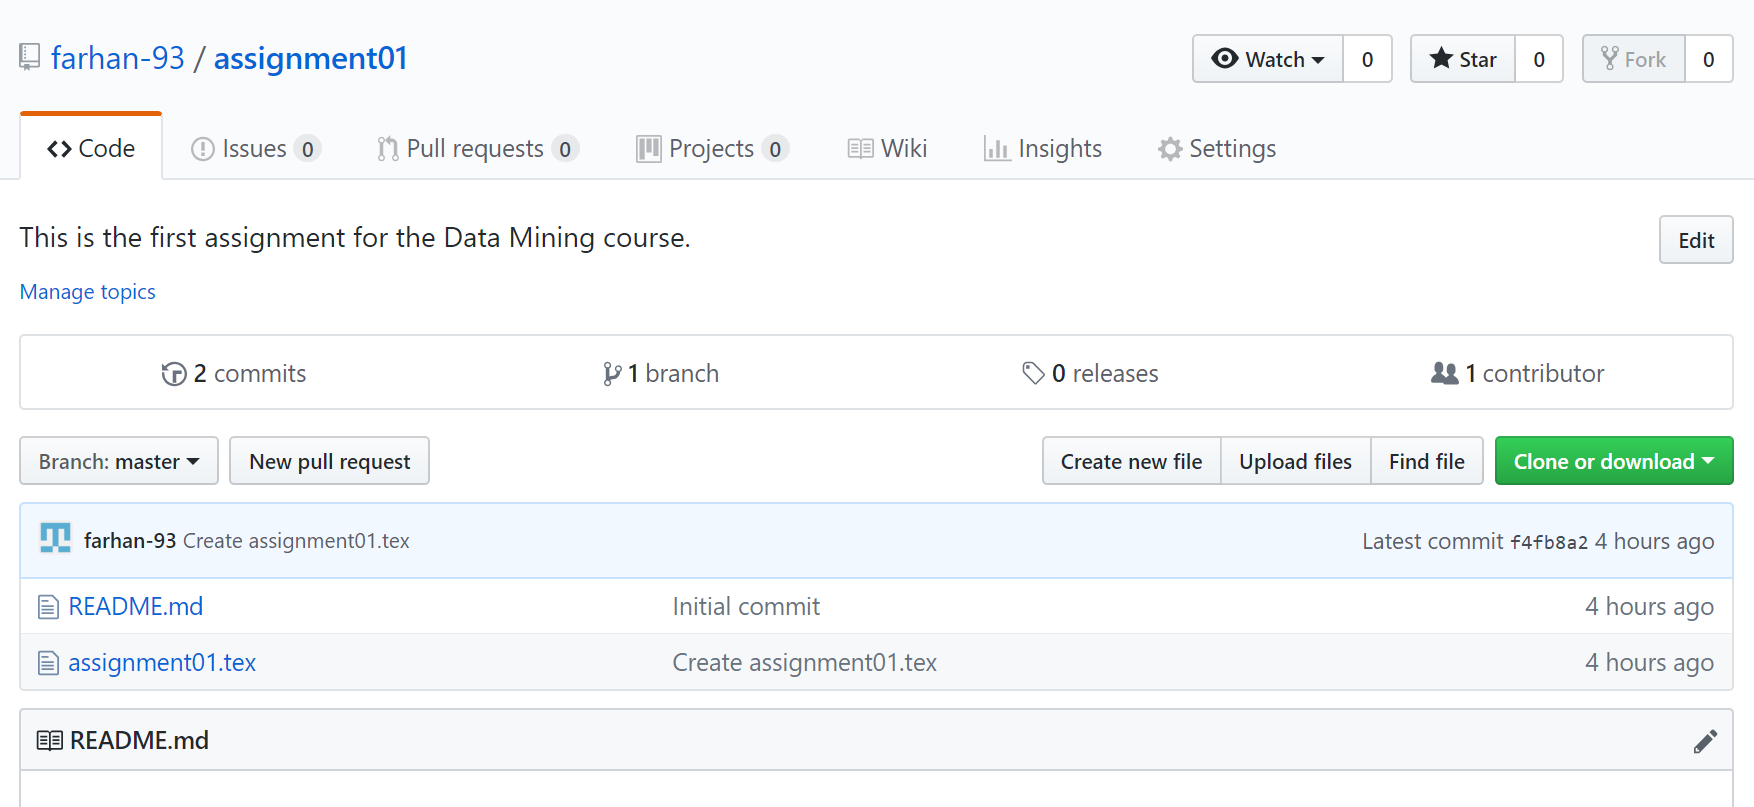 farhan-93 / assignment01
Watch 0 Star 0 Fork 0
Code Issues 0 Pull requests 0 Projects 0 Wiki Insights Settings
This is the first assignment for the Data Mining course.
Edit
Manage topics
2 commits 1 branch 0 releases 1 contributor
Branch: master New pull request Create new file Upload files Find file Clone or download
farhan-93 Create assignment01.tex Latest commit f4fb8a2 4 hours ago
README.md Initial commit 4 hours ago
assignment01.tex Create assignment01.tex 4 hours ago
README.md